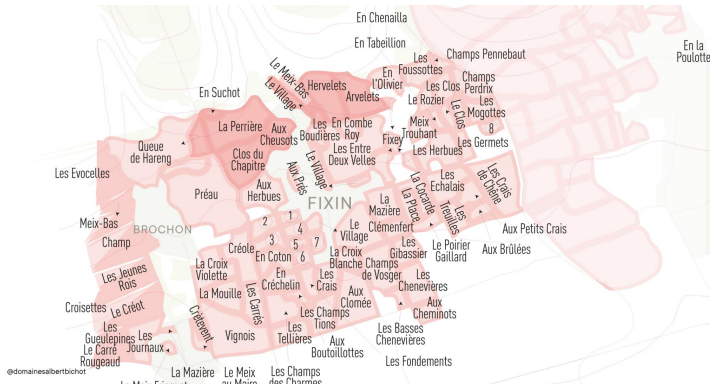 En Chenailla
En Tabeillion
En la
Poulotte
Les
Foussottes
Champs Pennebaut
Le Meix-Bas
Le Village
Hervelets
Arvelets
En
l'Olivier
Les Clos
Champs
Perdrix
En Suchot
Le Rozier
Le Clos
Les
Mogottes
8
La Perrière
Aux
Cheusots
Les
Boudières
En Combe
Roy
Meix
Trouhant
Fixey
Queue
de Hareng
Clos du
Chapitre
Les Entre
Deux Velles
Les Herbues
Les Germets
Les Evocelles
Préau
Aux
Herbues
Aux Prés
Le Village
Les
Echalais
Les Crais
de Chêne
FIXIN
La
Mazière
La Cocarde
La Place
Les
Treuilles
Meix-Bas
BROCHON
Champ
2
1
4
3
5
7
6
Le
Village
Clémenfert
Aux Petits Crais
Créole
En Coton
La Croix
Blanche
Champs
de Vosger
Les
Gibassier
Le Poirier
Gaillard
Aux Brûlées
Les Jeunes
Rois
La Croix
Violette
En
Créchelin
Les
Crais
Les
Chenevières
La Mouille
Les Carrés
Aux
Clomée
Croisettes
Le Créot
Crétevent
Les Champs
Tions
Aux
Cheminots
Les
Gueulepines
Les
Journaux
Vignois
Les
Tellières
Aux
Boutoillottes
Les Basses
Chenevières
Le Carré
Rougeaud
Les Fondements
@domainesalbertbichot
La Mazière
Le Meix
au Maire
Les Champs
des Charmes